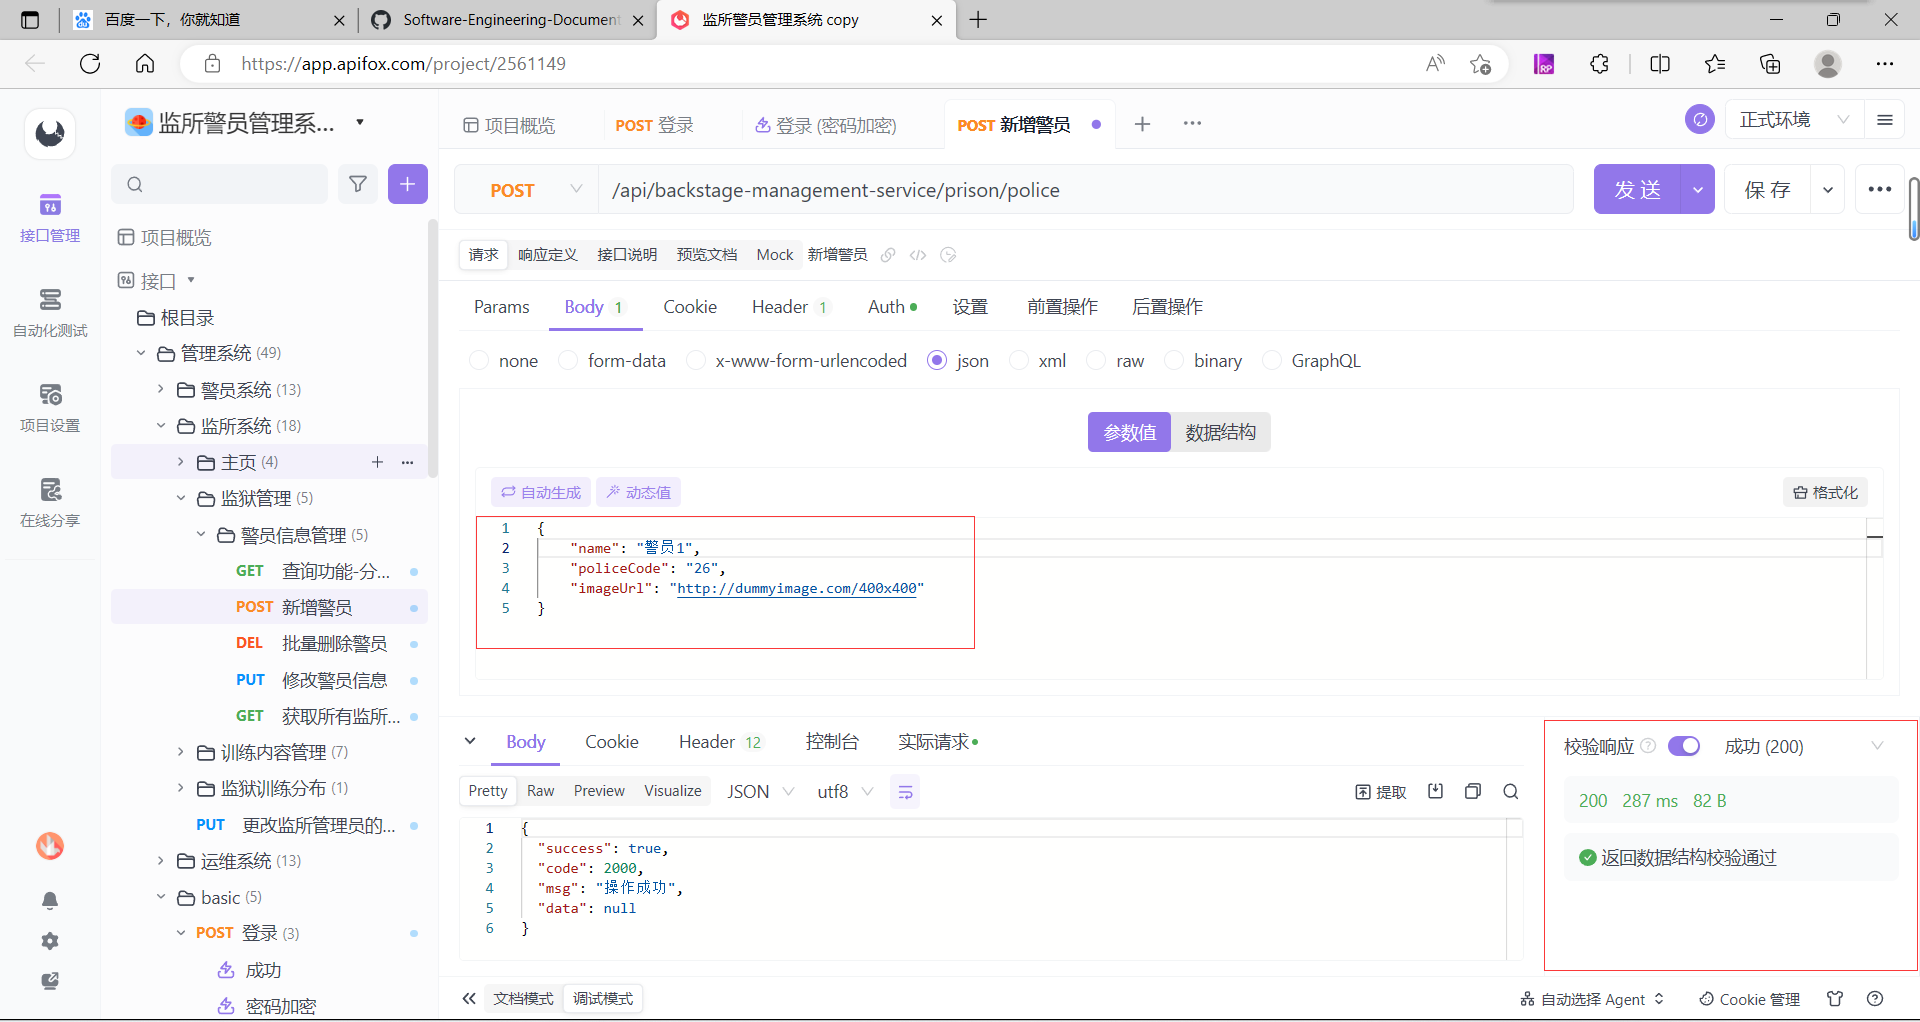 百度一下，你就知道
Software-Engineering-Document
监所警员管理系统 copy
https://app.apifox.com/project/2561149
监所警员管理系...
项目概览
POST 登录
登录 (密码加密)
POST 新增警员
正式环境
接口管理
自动化测试
项目设置
在线分享
项目概览
接口
根目录
管理系统 (49)
警员系统 (13)
监所系统 (18)
主页 (4)
监狱管理 (5)
警员信息管理 (5)
GET 查询功能-分...
POST 新增警员
DEL 批量删除警员
PUT 修改警员信息
GET 获取所有监所...
训练内容管理 (7)
监狱训练分布 (1)
PUT 更改监所管理员的...
运维系统 (13)
basic (5)
POST 登录 (3)
成功
密码加密
POST
/api/backstage-management-service/prison/police
发 送
保 存
请求 响应定义 接口说明 预览文档 Mock 新增警员
Params Body 1 Cookie Header 1 Auth 设置 前置操作 后置操作
none form-data x-www-form-urlencoded json xml raw binary GraphQL
参数值 数据结构
自动生成 动态值 格式化
1 {
2 "name": "警员1",
3 "policeCode": "26",
4 "imageUrl": "http://dummyimage.com/400x400"
5 }
Body Cookie Header 12 控制台 实际请求
Pretty Raw Preview Visualize JSON utf8 提取
1 {
2 "success": true,
3 "code": 2000,
4 "msg": "操作成功",
5 "data": null
6 }
校验响应 成功 (200)
200 287 ms 82 B
返回数据结构校验通过
文档模式 调试模式
自动选择 Agent
Cookie 管理